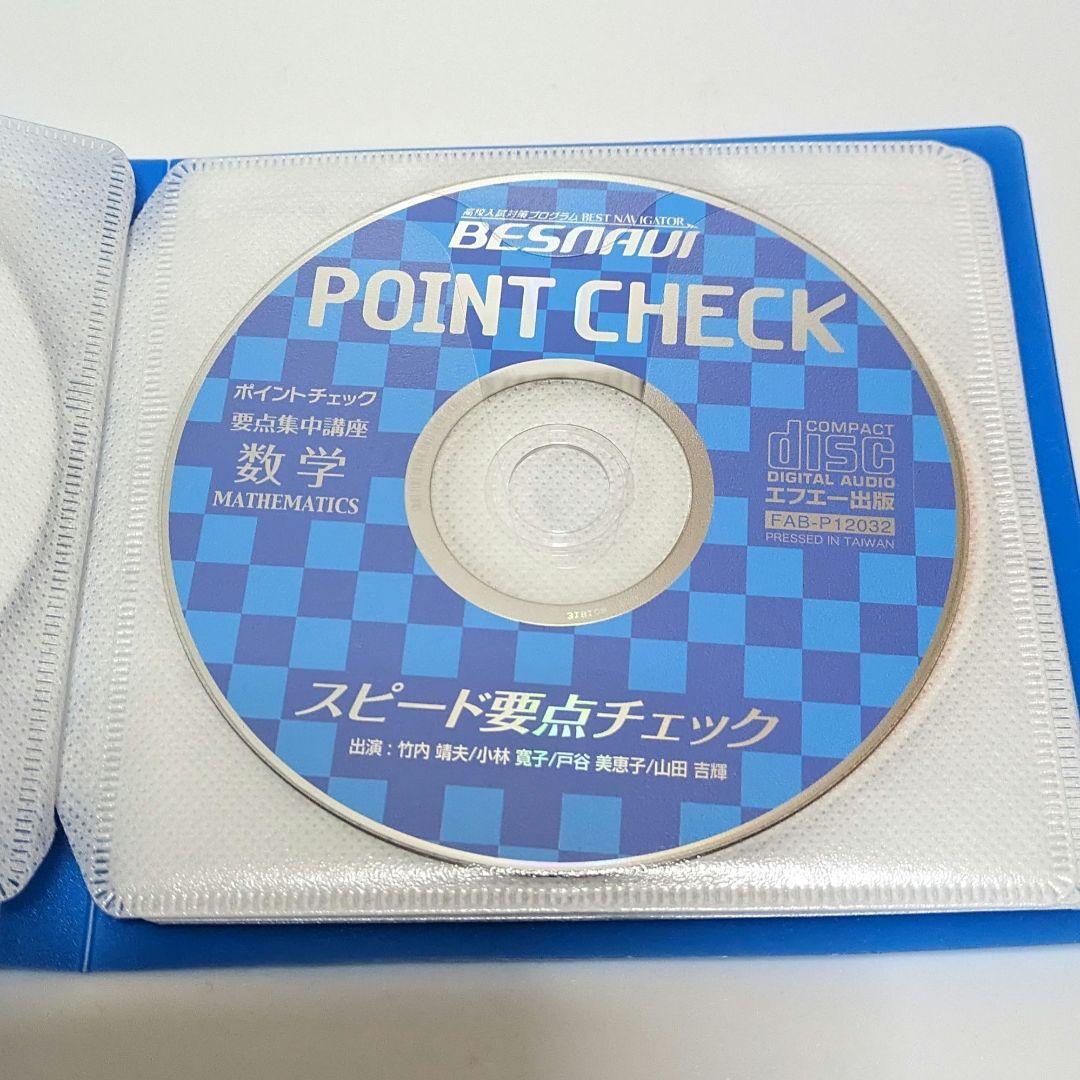 高校入試対策プログラム BEST NAVIGATOR
BESNAVI
POINT CHECK
ポイントチェック
要点集中講座
数学
MATHEMATICS
COMPACT
disc
DIGITAL AUDIO
エフエー出版
FAB-P12032
PRESSED IN TAIWAN
スピード要点チェック
出演：竹内 靖夫/小林 寛子/戸谷 美恵子/山田 吉輝